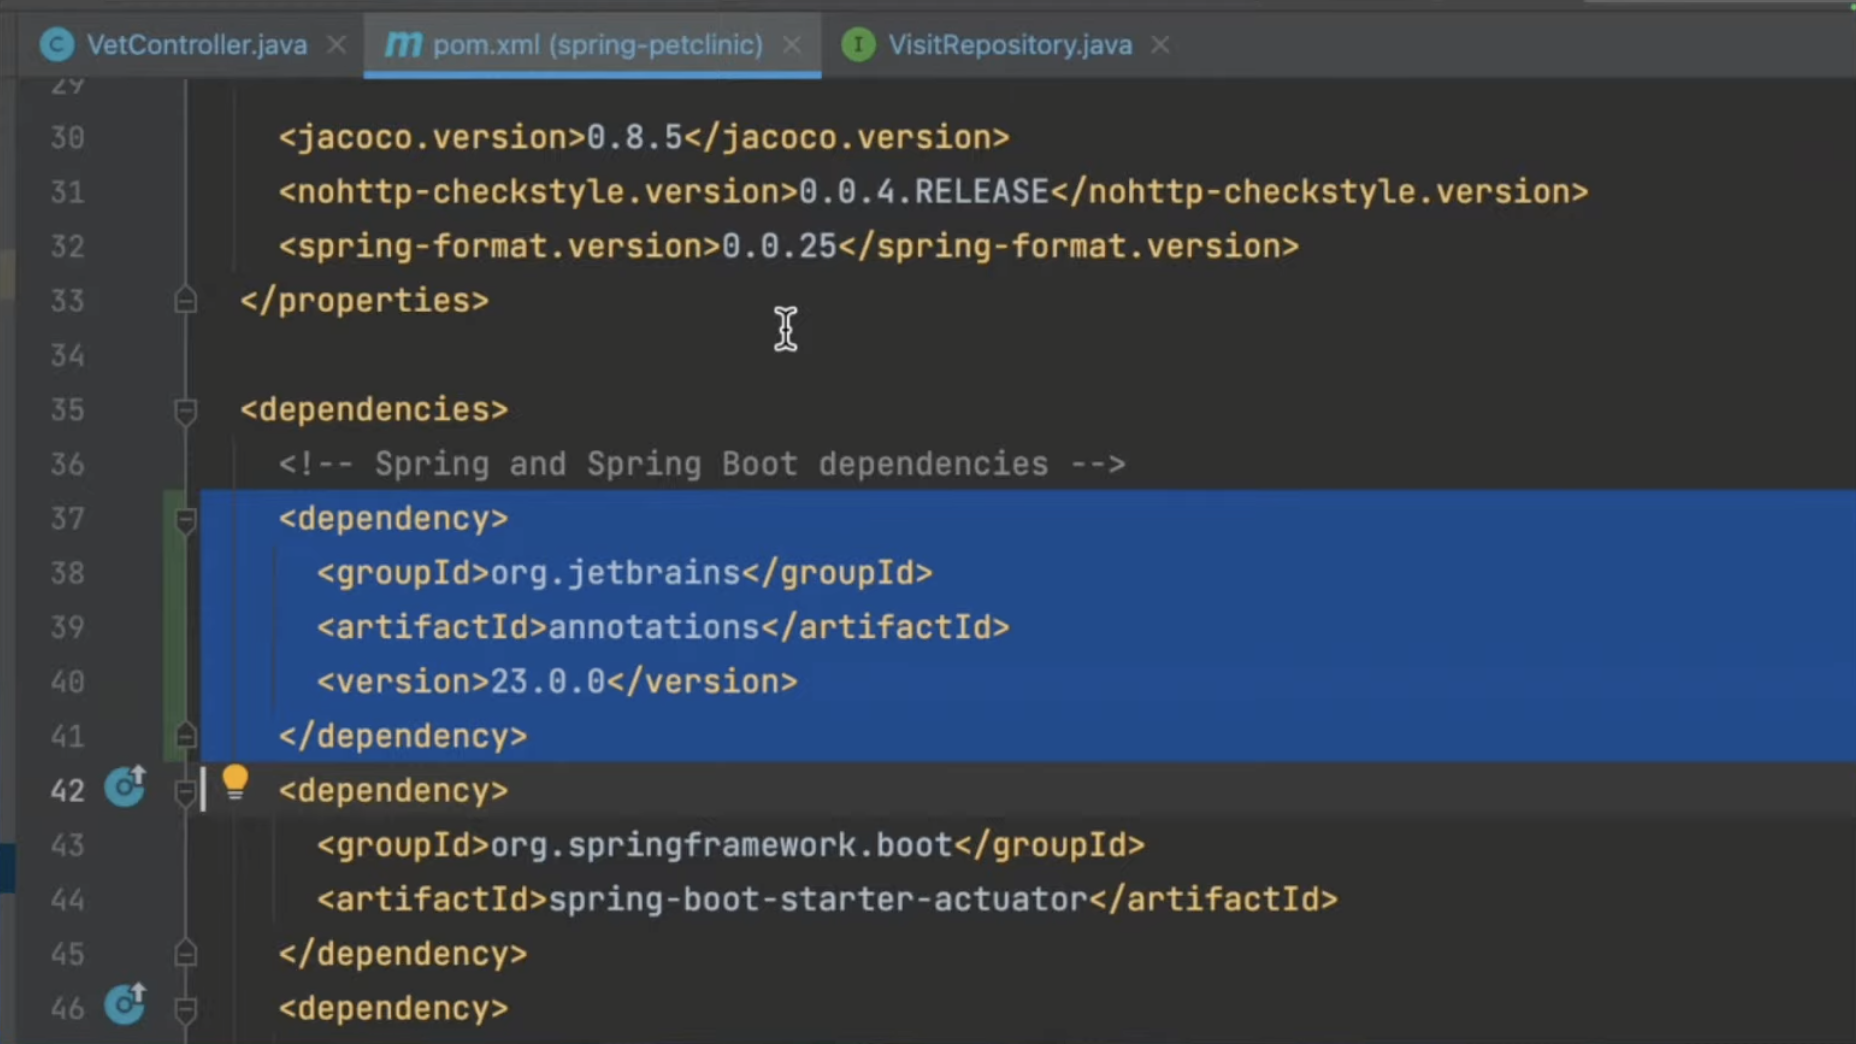 VetController.java
pom.xml (spring-petclinic)
VisitRepository.java
29
30 <jacoco.version>0.8.5</jacoco.version>
31 <nohttp-checkstyle.version>0.0.4.RELEASE</nohttp-checkstyle.version>
32 <spring-format.version>0.0.25</spring-format.version>
33 </properties>
34
35 <dependencies>
36 <!-- Spring and Spring Boot dependencies -->
37 <dependency>
38 <groupId>org.jetbrains</groupId>
39 <artifactId>annotations</artifactId>
40 <version>23.0.0</version>
41 </dependency>
42 <dependency>
43 <groupId>org.springframework.boot</groupId>
44 <artifactId>spring-boot-starter-actuator</artifactId>
45 </dependency>
46 <dependency>